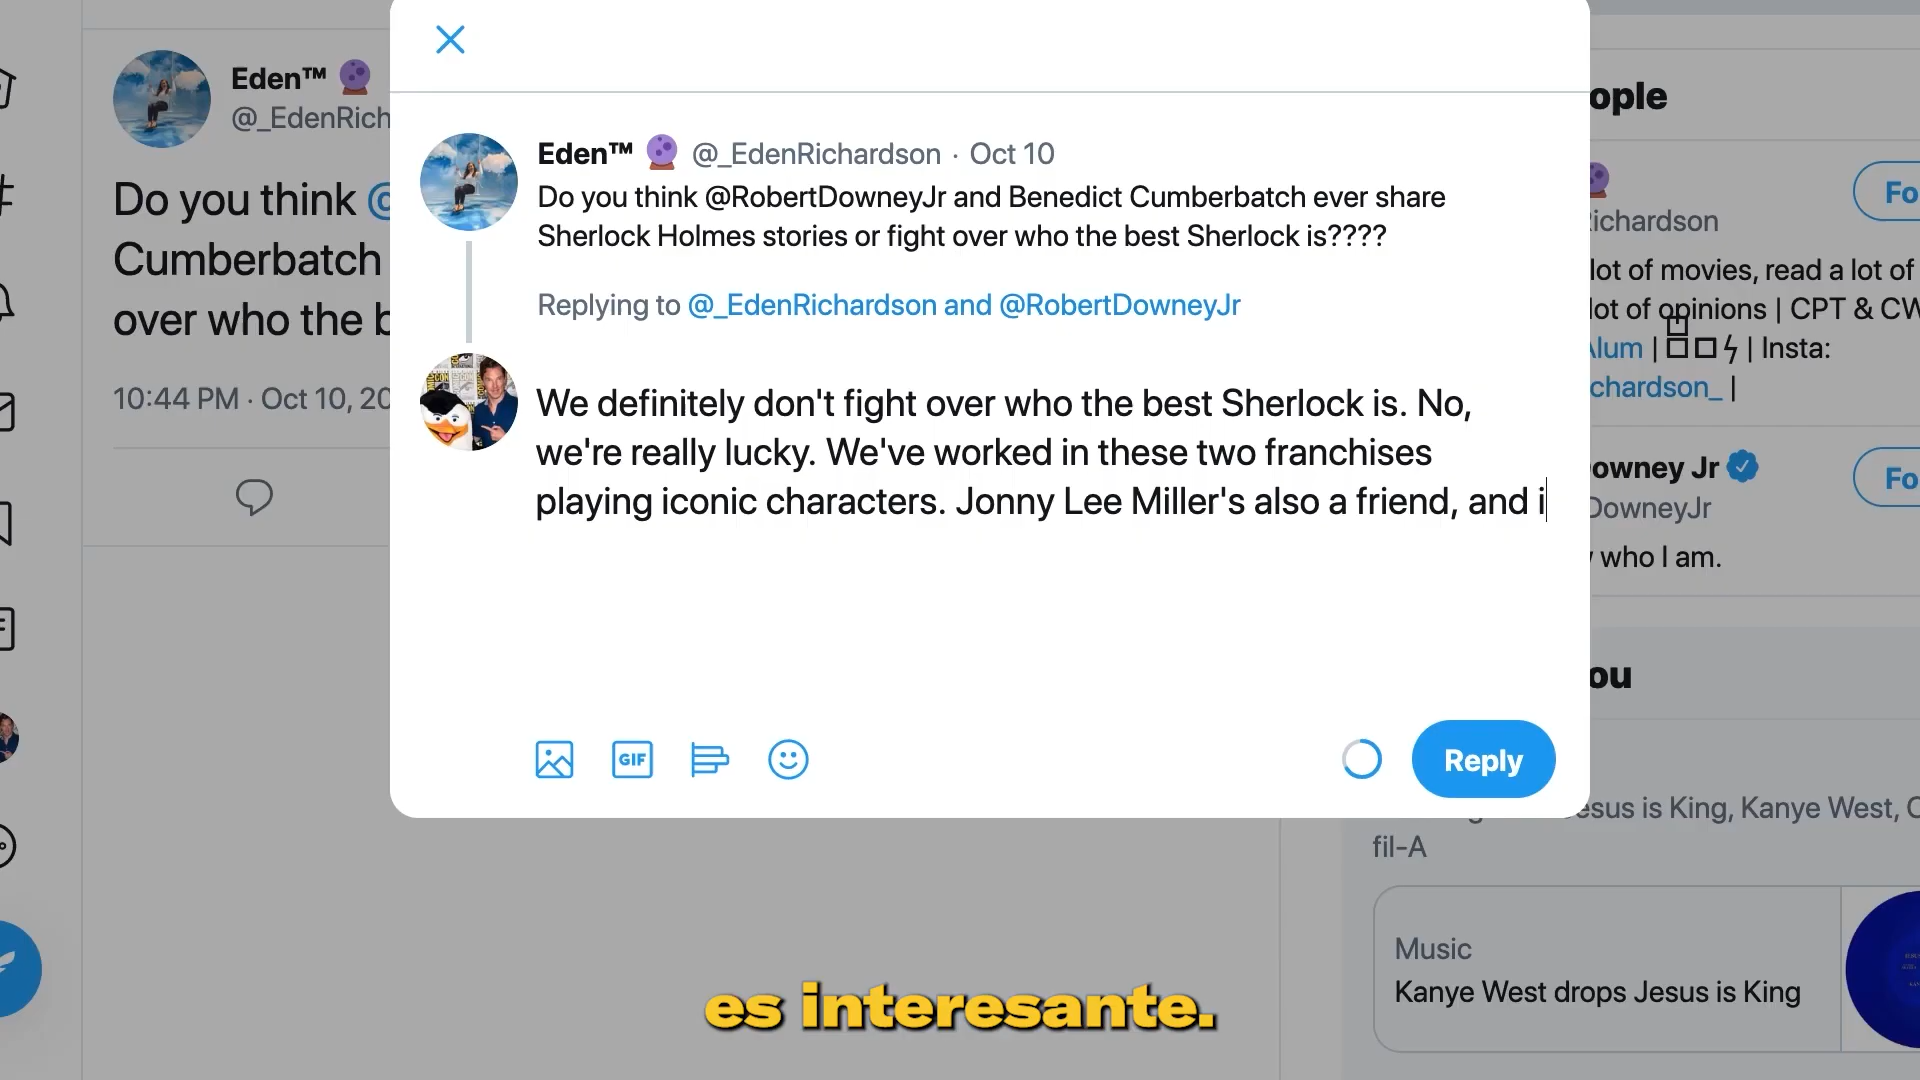 Eden™
@_EdenRich
Do you think @
Cumberbatch
over who the b
10:44 PM · Oct 10, 20
Eden™ @_EdenRichardson · Oct 10
Do you think @RobertDowneyJr and Benedict Cumberbatch ever share
Sherlock Holmes stories or fight over who the best Sherlock is????
Replying to @_EdenRichardson and @RobertDowneyJr
We definitely don't fight over who the best Sherlock is. No,
we're really lucky. We've worked in these two franchises
playing iconic characters. Jonny Lee Miller's also a friend, and i
GIF
Reply
ople
Fo
ichardson
lot of movies, read a lot of
lot of opinions | CPT & CW
Alum | | Insta:
chardson_ |
owney Jr
Fo
DowneyJr
who I am.
ou
esus is King, Kanye West, C
fil-A
Music
Kanye West drops Jesus is King
es interesante.